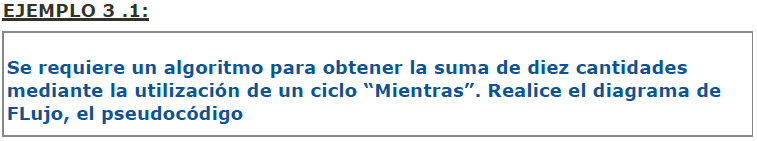 EJEMPLO 3 .1:
Se requiere un algoritmo para obtener la suma de diez cantidades
mediante la utilización de un ciclo “Mientras”. Realice el diagrama de
FLujo, el pseudocódigo